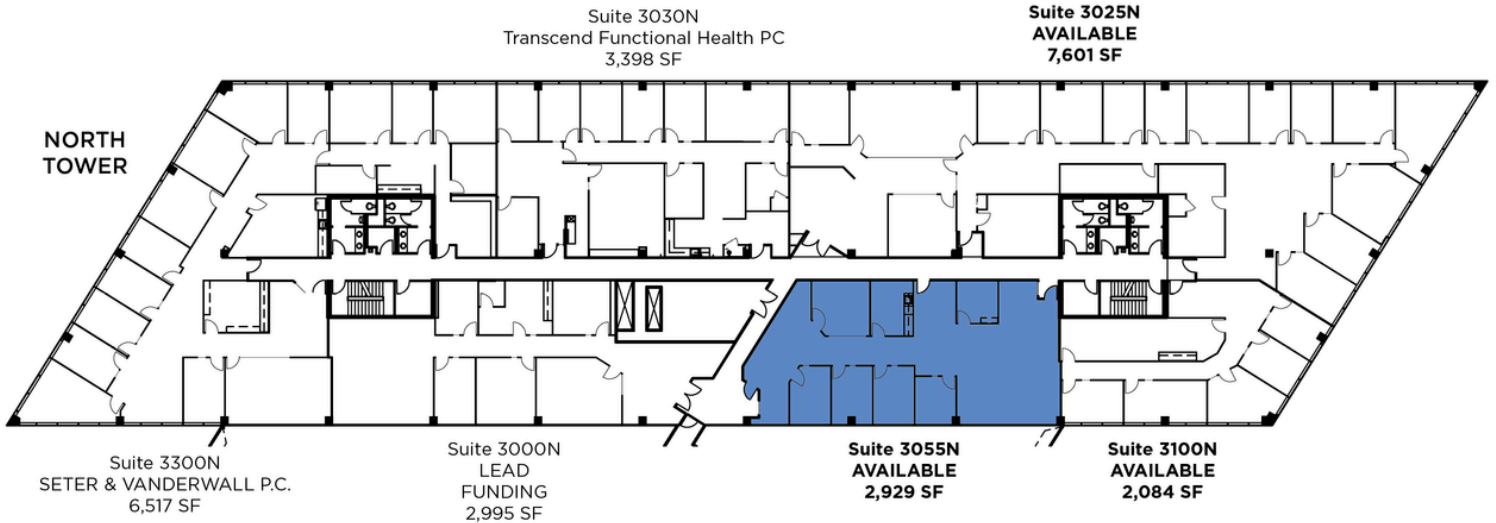 Suite 3030N
Transcend Functional Health PC
3,398 SF
Suite 3025N
AVAILABLE
7,601 SF
NORTH
TOWER
Suite 3300N
SETER & VANDERWALL P.C.
6,517 SF
Suite 3000N
LEAD
FUNDING
2,995 SF
Suite 3055N
AVAILABLE
2,929 SF
Suite 3100N
AVAILABLE
2,084 SF